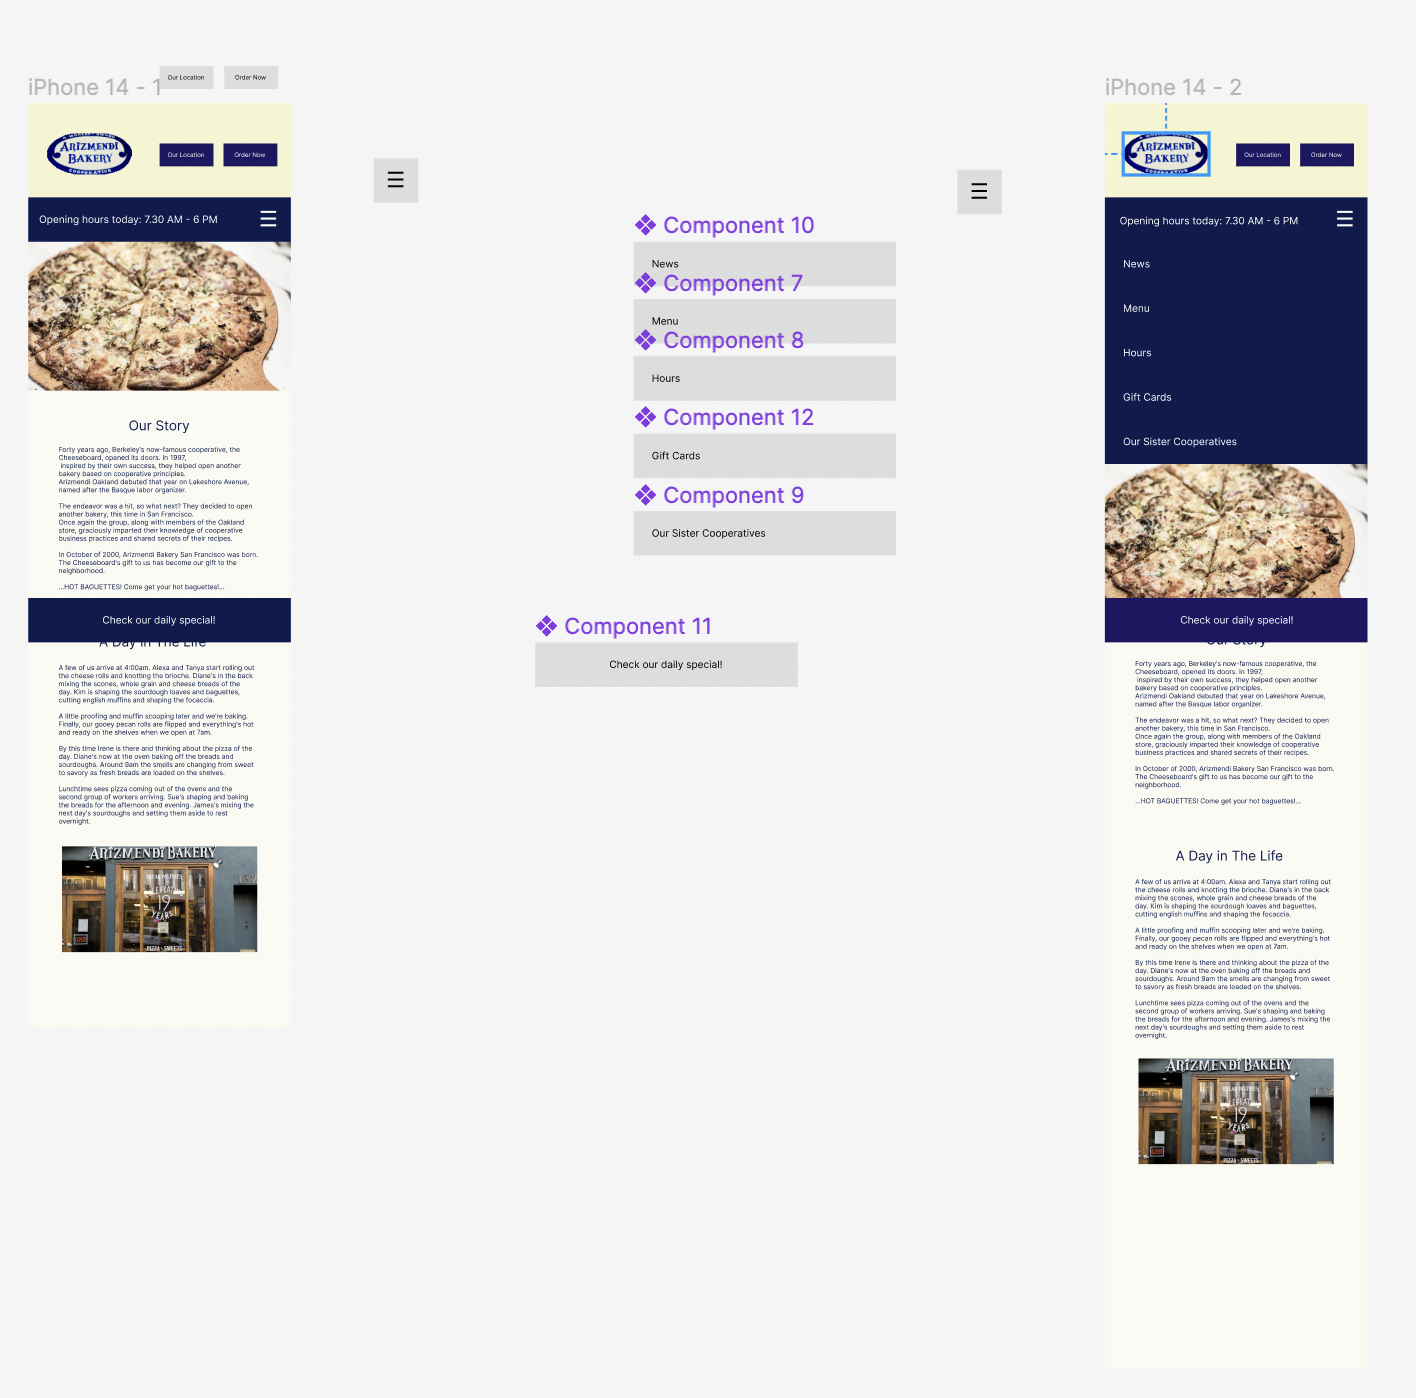 iPhone 14 - 1
Our Location
Order Now
ARIZMENDI
BAKERY
COOPERATIVE
Our Location
Order Now
Opening hours today: 7.30 AM - 6 PM
Our Story
Forty years ago, Berkeley's now-famous cooperative, the
Cheeseboard, opened its doors. In 1997,
inspired by their own success, they helped open another
bakery based on cooperative principles.
Arizmendi Oakland debuted that year on Lakeshore Avenue,
named after the Basque labor organizer.
The endeavor was a hit, so what next? They decided to open
another bakery, this time in San Francisco.
Once again the group, along with members of the Oakland
store, graciously imparted their knowledge of cooperative
business practices and shared secrets of their recipes.
In October of 2000, Arizmendi Bakery San Francisco was born.
The Cheeseboard's gift to us has become our gift to the
neighborhood.
...HOT BAGUETTES! Come get your hot baguettes!...
Check our daily special!
A Day in The Life
A few of us arrive at 4:00am. Alexa and Tanya start rolling out
the cheese rolls and knotting the brioche. Diane's in the back
mixing the scones, whole grain and cheese breads of the
day. Kim is shaping the sourdough loaves and baguettes,
cutting english muffins and shaping the focaccia.
A little proofing and muffin scooping later and we're baking.
Finally, our gooey pecan rolls are flipped and everything's hot
and ready on the shelves when we open at 7am.
By this time Irene is there and thinking about the pizza of the
day. Diane's now at the oven baking off the breads and
sourdoughs. Around 9am the smells are changing from sweet
to savory as fresh breads are loaded on the shelves.
Lunchtime sees pizza coming out of the ovens and the
second group of workers arriving. Sue's shaping and baking
the breads for the afternoon and evening. James's mixing the
next day's sourdoughs and setting them aside to rest
overnight.
ARIZMENDI BAKERY
19
YEARS!
PIZZA • SWEETS
Component 10
News
Component 7
Menu
Component 8
Hours
Component 12
Gift Cards
Component 9
Our Sister Cooperatives
Component 11
Check our daily special!
iPhone 14 - 2
ARIZMENDI
BAKERY
COOPERATIVE
Our Location
Order Now
Opening hours today: 7.30 AM - 6 PM
News
Menu
Hours
Gift Cards
Our Sister Cooperatives
Check our daily special!
Our Story
Forty years ago, Berkeley's now-famous cooperative, the
Cheeseboard, opened its doors. In 1997,
inspired by their own success, they helped open another
bakery based on cooperative principles.
Arizmendi Oakland debuted that year on Lakeshore Avenue,
named after the Basque labor organizer.
The endeavor was a hit, so what next? They decided to open
another bakery, this time in San Francisco.
Once again the group, along with members of the Oakland
store, graciously imparted their knowledge of cooperative
business practices and shared secrets of their recipes.
In October of 2000, Arizmendi Bakery San Francisco was born.
The Cheeseboard's gift to us has become our gift to the
neighborhood.
...HOT BAGUETTES! Come get your hot baguettes!...
A Day in The Life
A few of us arrive at 4:00am. Alexa and Tanya start rolling out
the cheese rolls and knotting the brioche. Diane's in the back
mixing the scones, whole grain and cheese breads of the
day. Kim is shaping the sourdough loaves and baguettes,
cutting english muffins and shaping the focaccia.
A little proofing and muffin scooping later and we're baking.
Finally, our gooey pecan rolls are flipped and everything's hot
and ready on the shelves when we open at 7am.
By this time Irene is there and thinking about the pizza of the
day. Diane's now at the oven baking off the breads and
sourdoughs. Around 9am the smells are changing from sweet
to savory as fresh breads are loaded on the shelves.
Lunchtime sees pizza coming out of the ovens and the
second group of workers arriving. Sue's shaping and baking
the breads for the afternoon and evening. James's mixing the
next day's sourdoughs and setting them aside to rest
overnight.
ARIZMENDI BAKERY
19
YEARS!
PIZZA • SWEETS